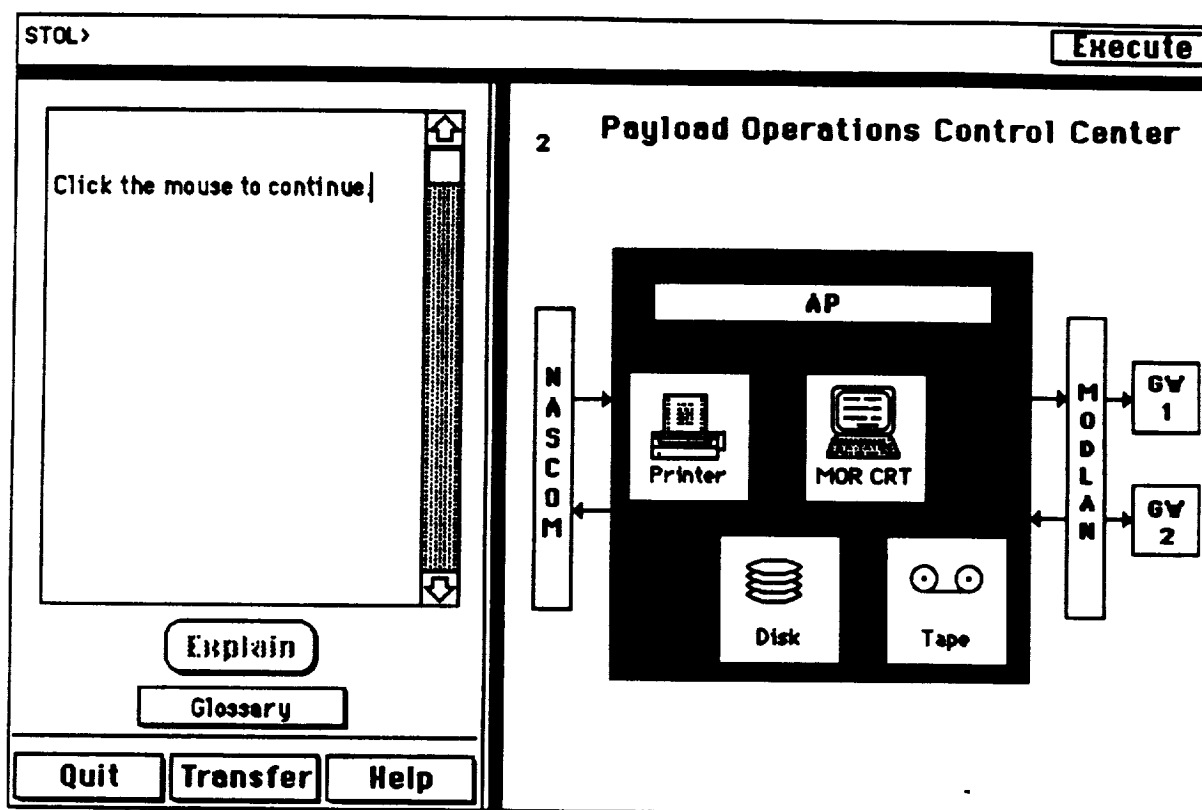 STOL>
Execute
Click the mouse to continue.
Explain
Glossary
Quit
Transfer
Help
2
Payload Operations Control Center
AP
NASCOM
Printer
MOR CRT
Disk
Tape
MODLAN
GW
1
GW
2